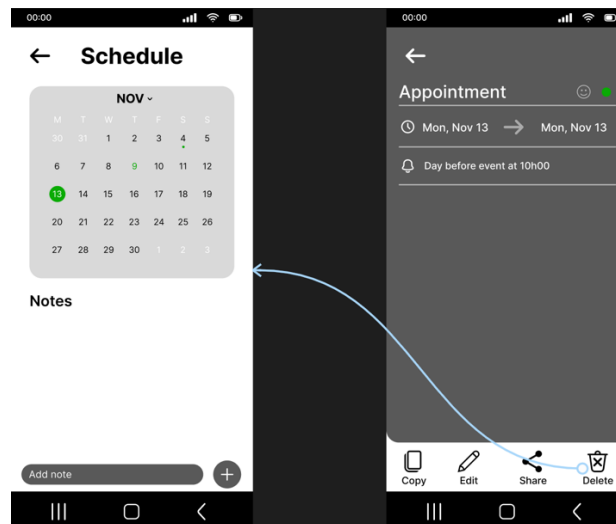 00:00
Schedule
NOV
M T W T F S S
30 31 1 2 3 4 5
6 7 8 9 10 11 12
13 14 15 16 17 18 19
20 21 22 23 24 25 26
27 28 29 30 1 2 3
Notes
Add note
00:00
Appointment
Mon, Nov 13 Mon, Nov 13
Day before event at 10h00
Copy Edit Share Delete